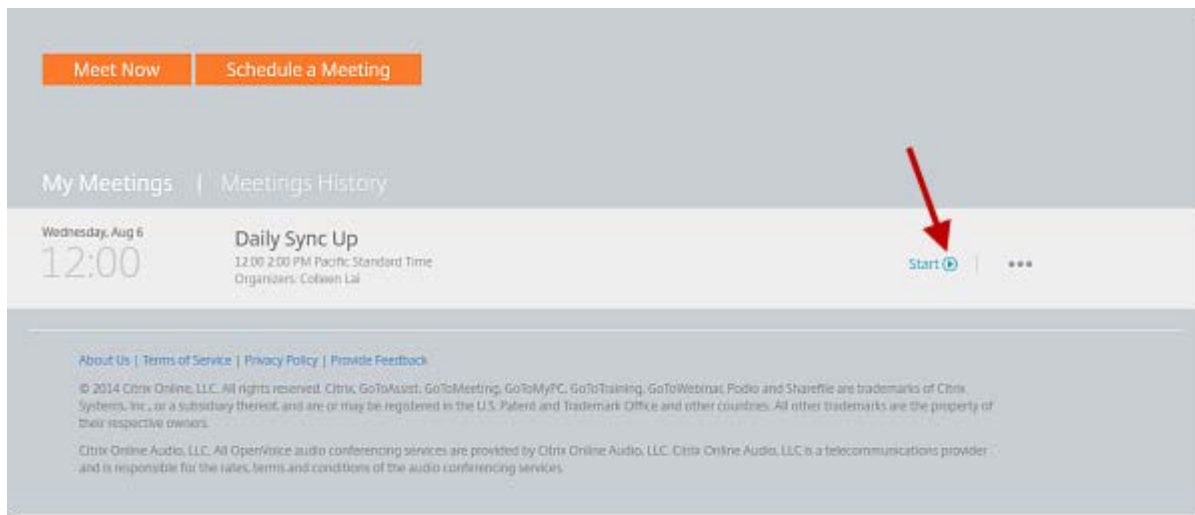 Meet Now
Schedule a Meeting
My Meetings | Meetings History
Wednesday, Aug 6
12:00
Daily Sync Up
12:00 2:00 PM Pacific Standard Time
Organizers: Colleen Lai
Start
About Us | Terms of Service | Privacy Policy | Provide Feedback
© 2014 Citrix Online, LLC. All rights reserved. Citrix, GoToAssist, GoToMeeting, GoToMyPC, GoToTraining, GoToWebinar, Podio and Sharefile are trademarks of Citrix
Systems, Inc., or a subsidiary thereof, and are or may be registered in the U.S. Patent and Trademark Office and other countries. All other trademarks are the property of
their respective owners.
Citrix Online Audio, LLC. All OpenVoice audio conferencing services are provided by Citrix Online Audio, LLC. Citrix Online Audio, LLC is a telecommunications provider
and is responsible for the rates, terms and conditions of the audio conferencing services.